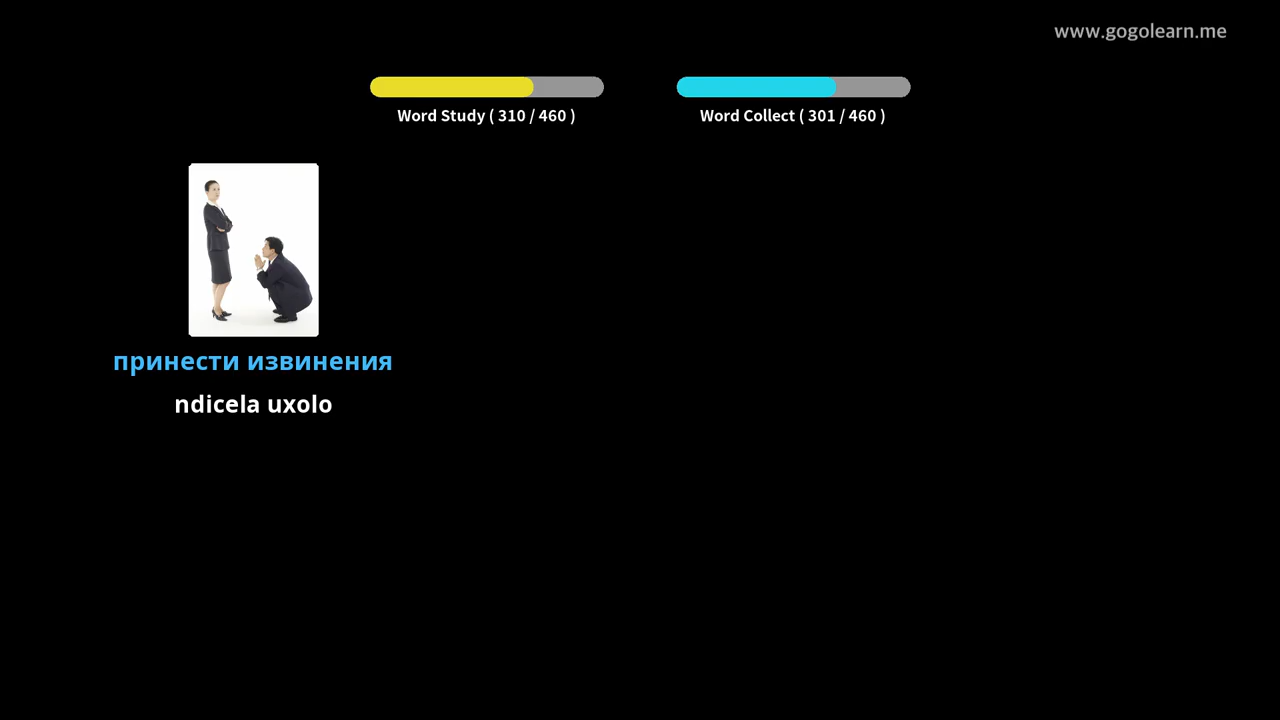 www.gogolearn.me
Word Study ( 310 / 460 )
Word Collect ( 301 / 460 )
принести извинения
ndicela uxolo